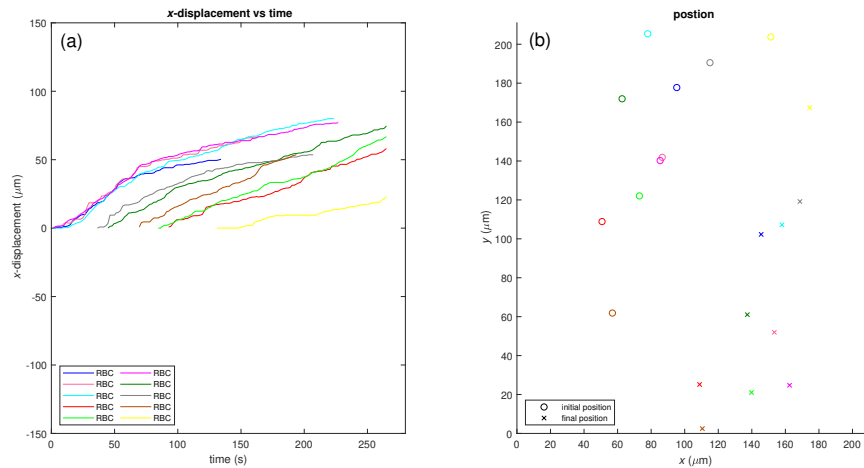 x-displacement vs time
(a)
x-displacement (μm)
150
100
50
0
-50
-100
-150
0 50 100 150 200 250
time (s)
RBC RBC
RBC RBC
RBC RBC
RBC RBC
RBC RBC
postion
(b)
y (μm)
200
180
160
140
120
100
80
60
40
20
0
0 20 40 60 80 100 120 140 160 180 200
x (μm)
initial position
final position